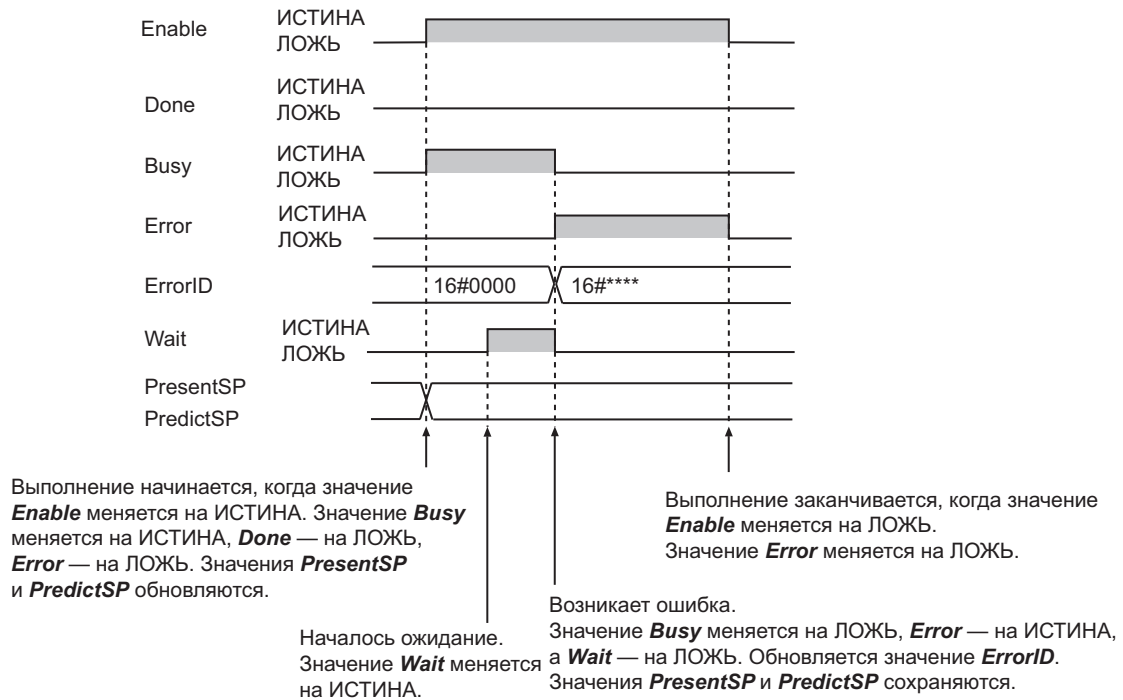 Enable
ИСТИНА
ЛОЖЬ
Done
ИСТИНА
ЛОЖЬ
Busy
ИСТИНА
ЛОЖЬ
Error
ИСТИНА
ЛОЖЬ
ErrorID
16#0000
16#****
Wait
ИСТИНА
ЛОЖЬ
PresentSP
PredictSP
Выполнение начинается, когда значение
Enable меняется на ИСТИНА. Значение Busy
меняется на ИСТИНА, Done — на ЛОЖЬ,
Error — на ЛОЖЬ. Значения PresentSP
и PredictSP обновляются.
Началось ожидание.
Значение Wait меняется
на ИСТИНА.
Возникает ошибка.
Значение Busy меняется на ЛОЖЬ, Error — на ИСТИНА,
а Wait — на ЛОЖЬ. Обновляется значение ErrorID.
Значения PresentSP и PredictSP сохраняются.
Выполнение заканчивается, когда значение
Enable меняется на ЛОЖЬ.
Значение Error меняется на ЛОЖЬ.